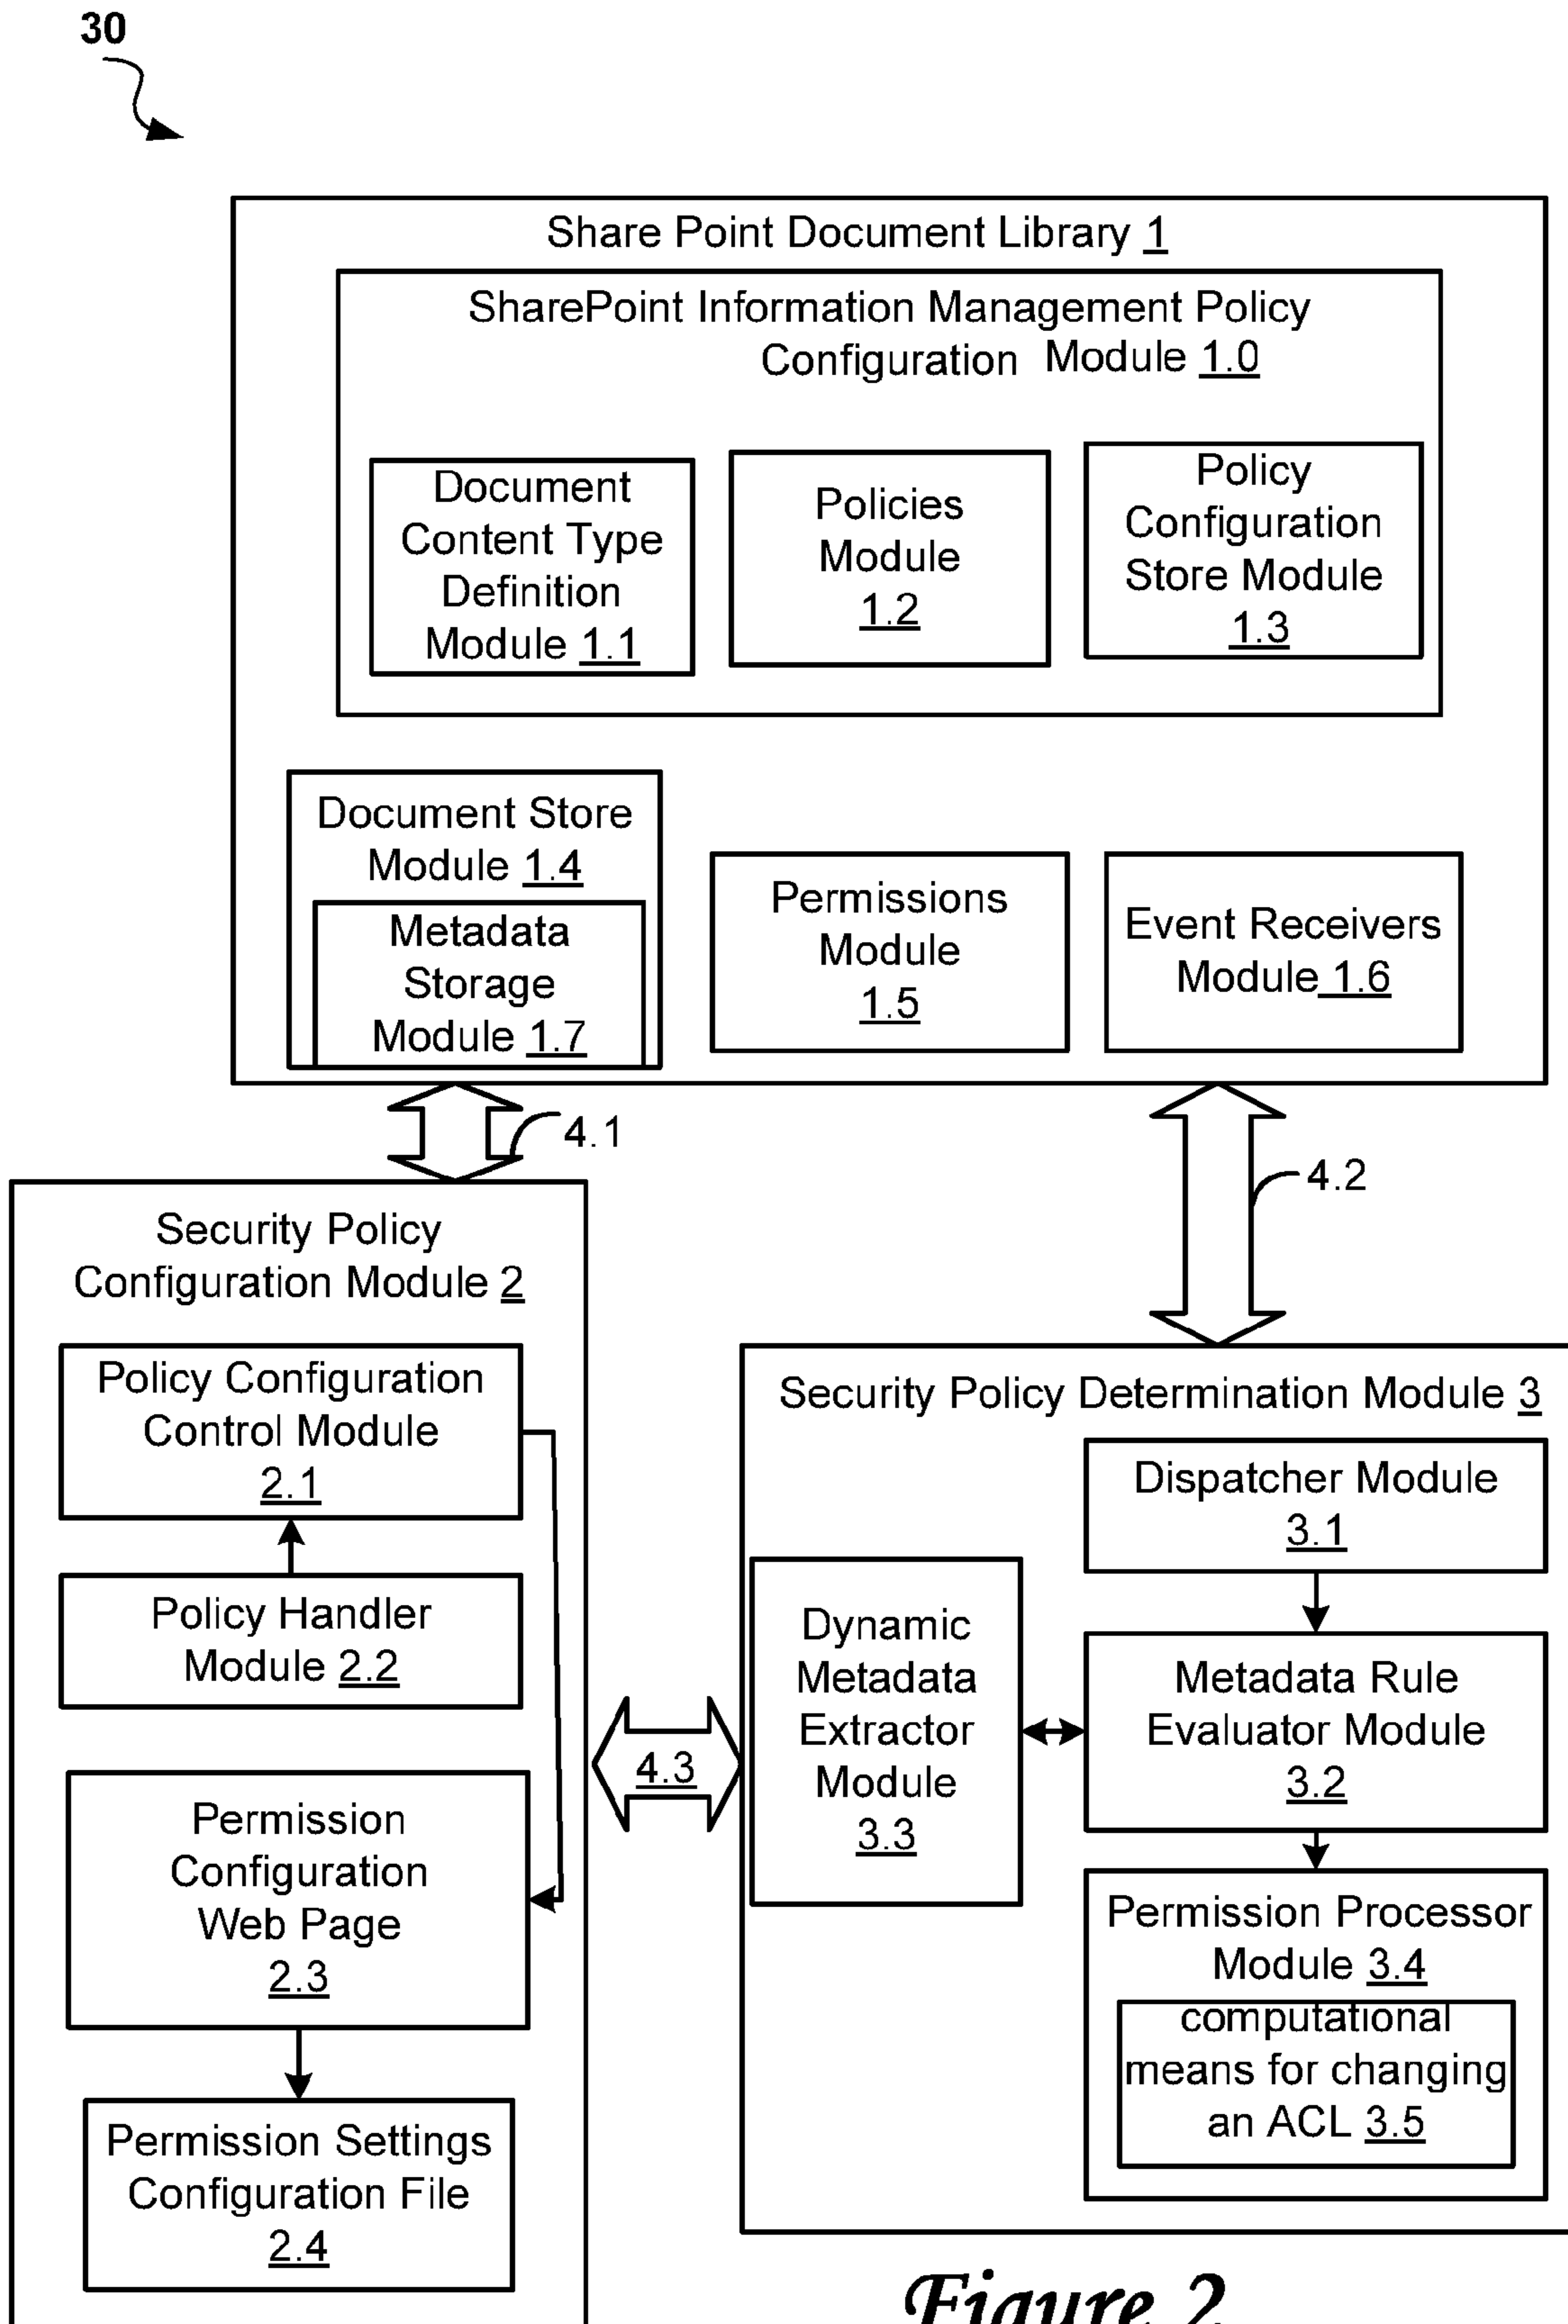 30
Share Point Document Library 1
SharePoint Information Management Policy
Configuration Module 1.0
Document
Content Type
Definition
Module 1.1
Policies
Module
1.2
Policy
Configuration
Store Module
1.3
Document Store
Module 1.4
Metadata
Storage
Module 1.7
Permissions
Module
1.5
Event Receivers
Module 1.6
4.1
4.2
Security Policy
Configuration Module 2
Policy Configuration
Control Module
2.1
Policy Handler
Module 2.2
Permission
Configuration
Web Page
2.3
Permission Settings
Configuration File
2.4
4.3
Security Policy Determination Module 3
Dispatcher Module
3.1
Dynamic
Metadata
Extractor
Module
3.3
Metadata Rule
Evaluator Module
3.2
Permission Processor
Module 3.4
computational
means for changing
an ACL 3.5
Figure 2